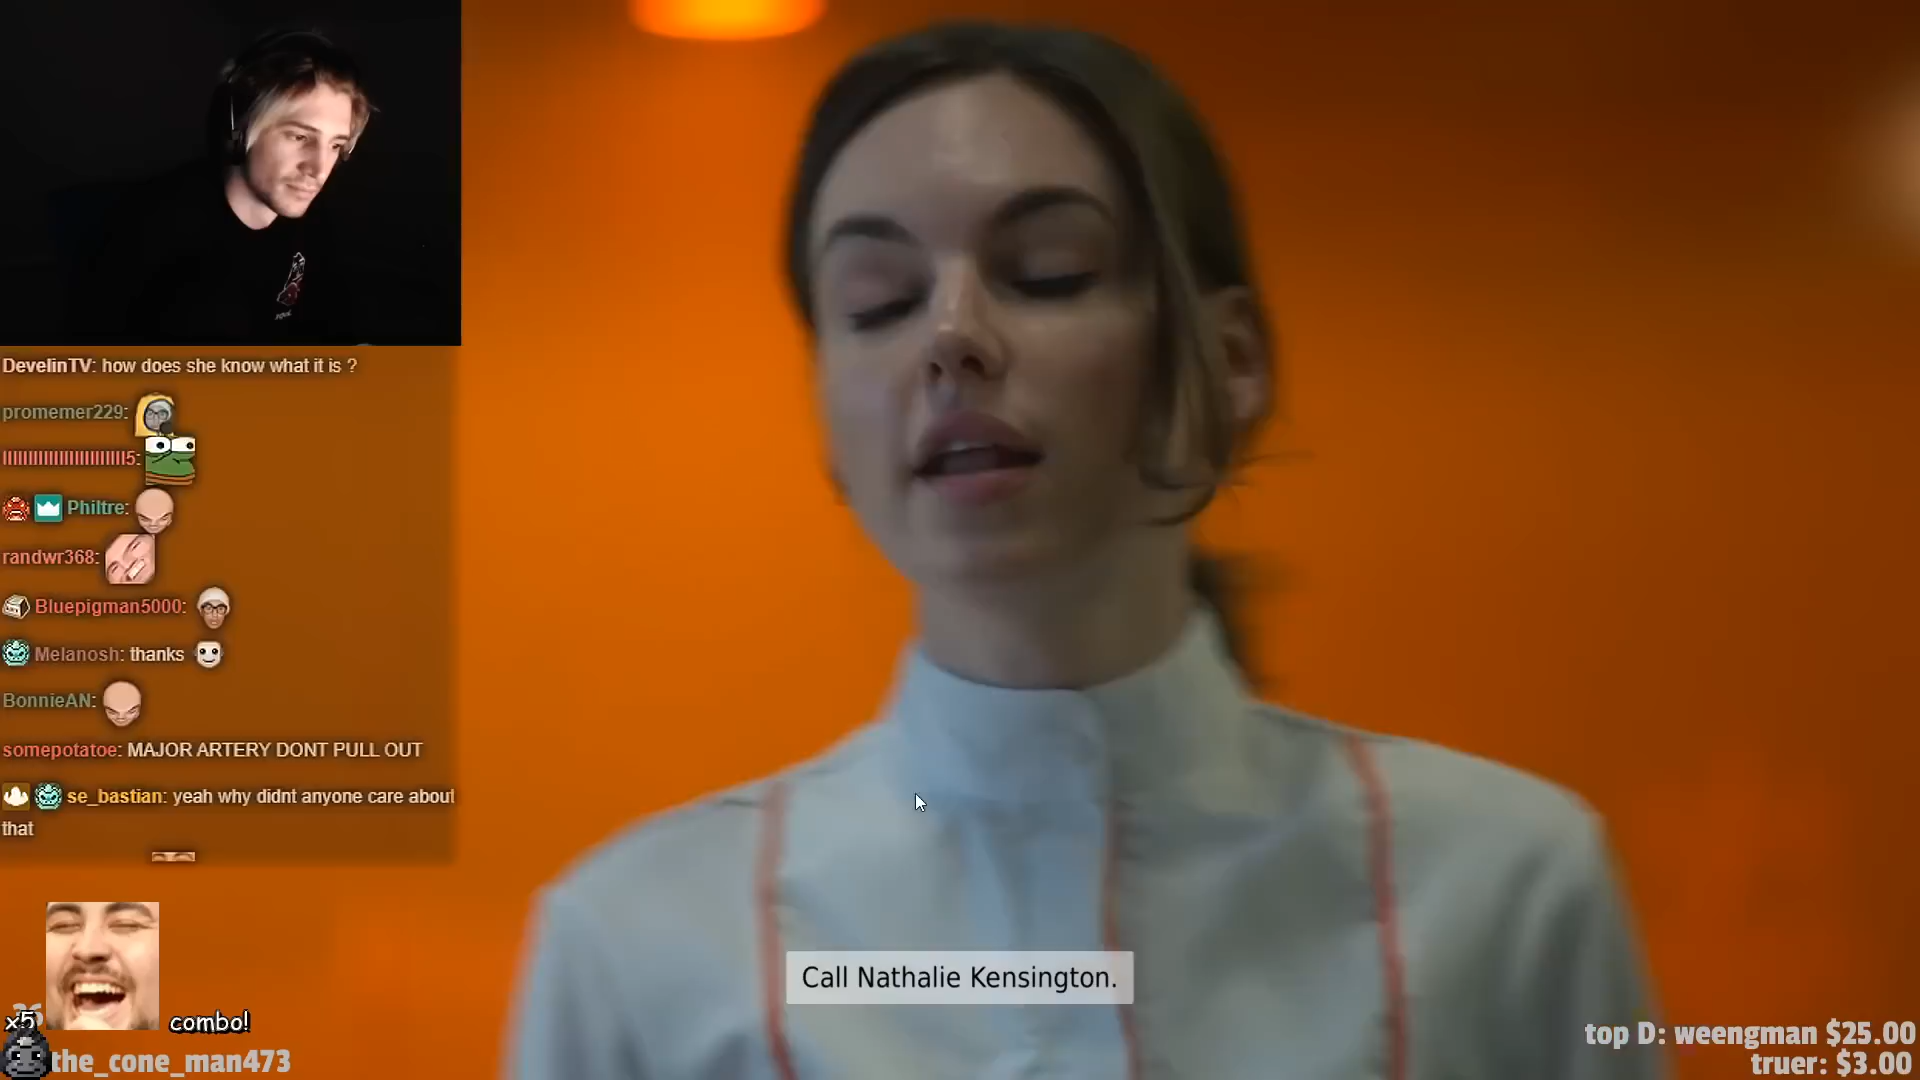 DevelinTV: how does she know what it is ?
promemer229:
Philtre:
randwr368:
Bluepigman5000:
Melanosh: thanks
BonnieAN:
somepotatoe: MAJOR ARTERY DONT PULL OUT
se_bastian: yeah why didnt anyone care about
that
Call Nathalie Kensington.
x5 combo!
the_cone_man473
top D: weengman $25.00
truer: $3.00